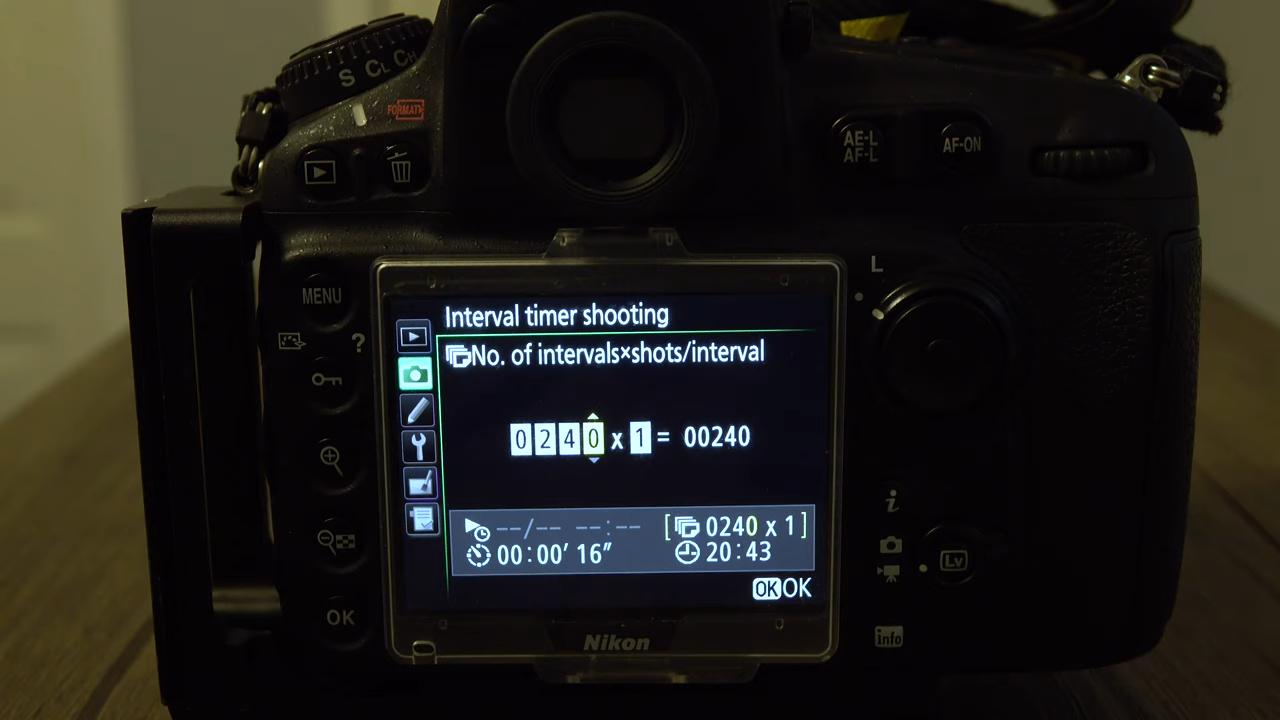 S CL CH
FORMAT
AE-L
AF-L
AF-ON
MENU
?
L
Interval timer shooting
No. of intervals×shots/interval
0240 x 1 = 00240
--/-- --:-- [0240 x 1]
00:00′ 16″ 20:43
OK OK
OK
Nikon
i
Lv
info